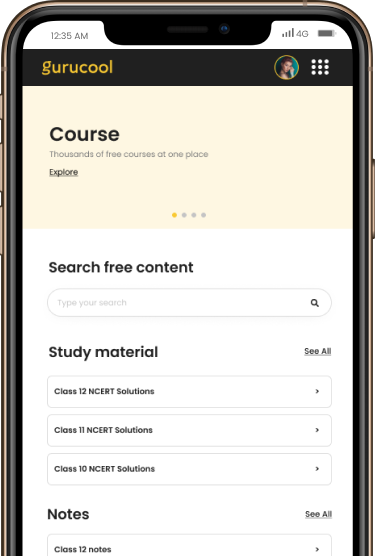 12:35 AM
4G
gurucool
Course
Thousands of free courses at one place
Explore
Search free content
Type your search
Study material
See All
Class 12 NCERT Solutions
Class 11 NCERT Solutions
Class 10 NCERT Solutions
Notes
See All
Class 12 notes